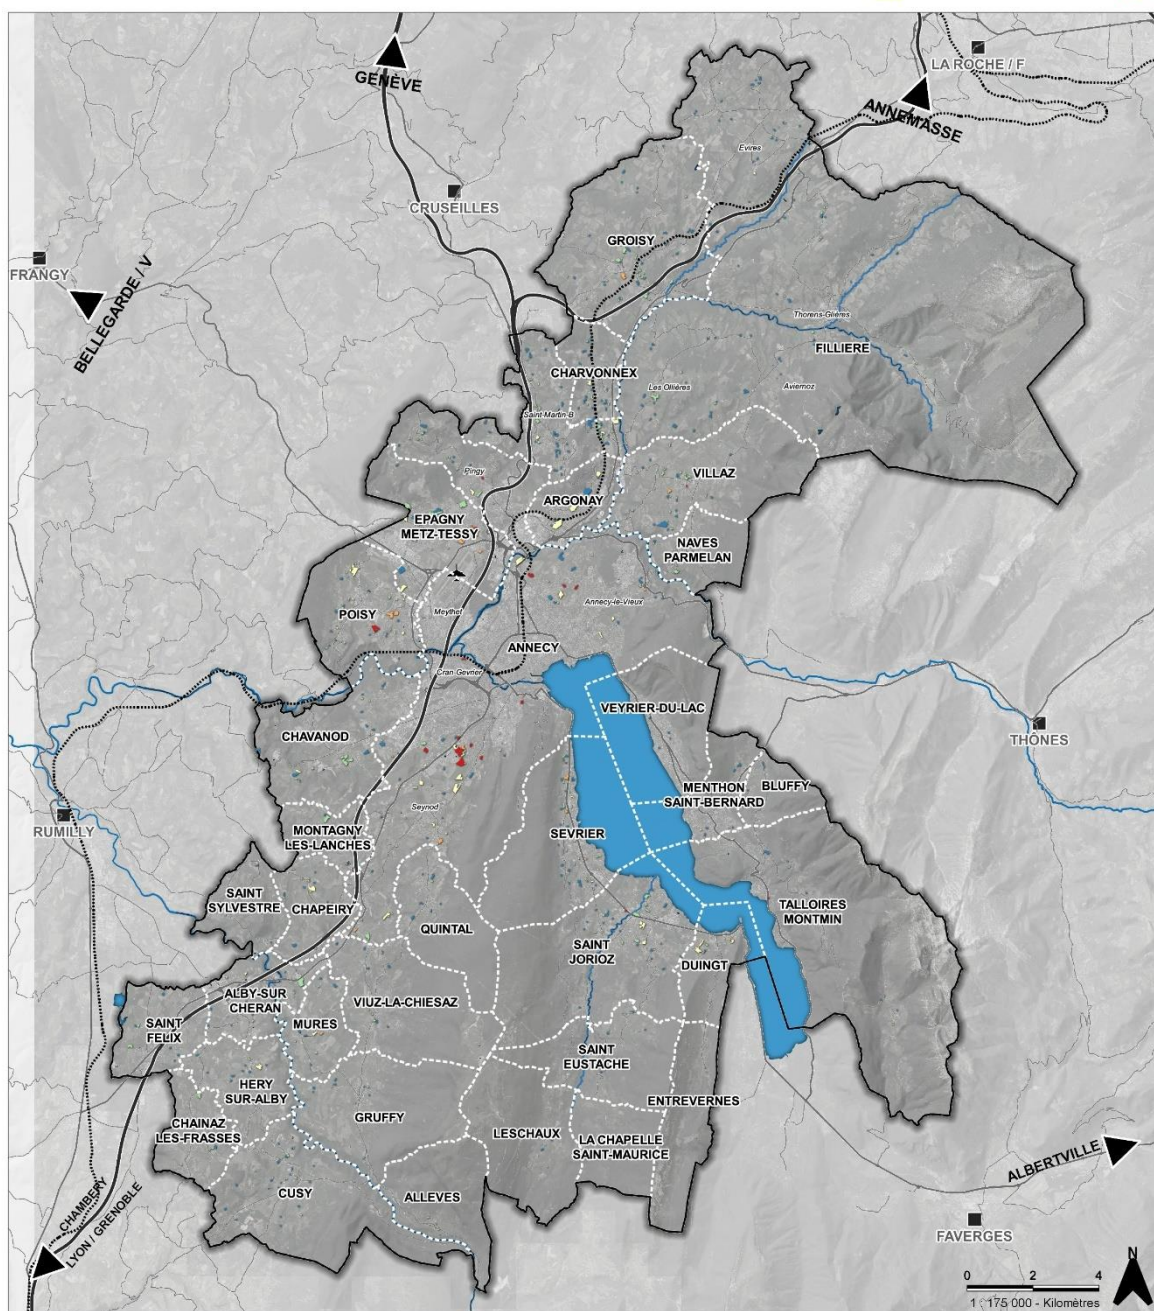 LA ROCHE / F
GENÈVE
ANNEMASSE
Evires
CRUSEILLES
GROISY
FRANGY
BELLEGARDE / V
Thorens-Glières
FILLIERE
CHARVONNEX
Les Ollières
Aviernoz
Saint-Martin-B
Pringy
VILLAZ
ARGONAY
EPAGNY
METZ-TESSY
NAVES
PARMELAN
Annecy-le-Vieux
POISY
Meythet
ANNECY
Cran-Gevrier
VEYRIER-DU-LAC
CHAVANOD
THÔNES
MENTHON
SAINT-BERNARD
BLUFFY
Seynod
RUMILLY
SEVRIER
MONTAGNY
LES-LANCHES
SAINT
SYLVESTRE
CHAPEIRY
TALLOIRES
MONTMIN
QUINTAL
SAINT
JORIOZ
DUINGT
ALBY-SUR
CHERAN
VIUZ-LA-CHIESAZ
SAINT
FELIX
MURES
SAINT
EUSTACHE
HERY
SUR-ALBY
ENTREVERNES
GRUFFY
CHAINAZ
LES-FRASSES
LESCHAUX
LA CHAPELLE
SAINT-MAURICE
ALBERTVILLE
CUSY
ALLEVES
CHAMBERY
LYON / GRENOBLE
FAVERGES
N
0 2 4
1 : 175 000 - Kilomètres